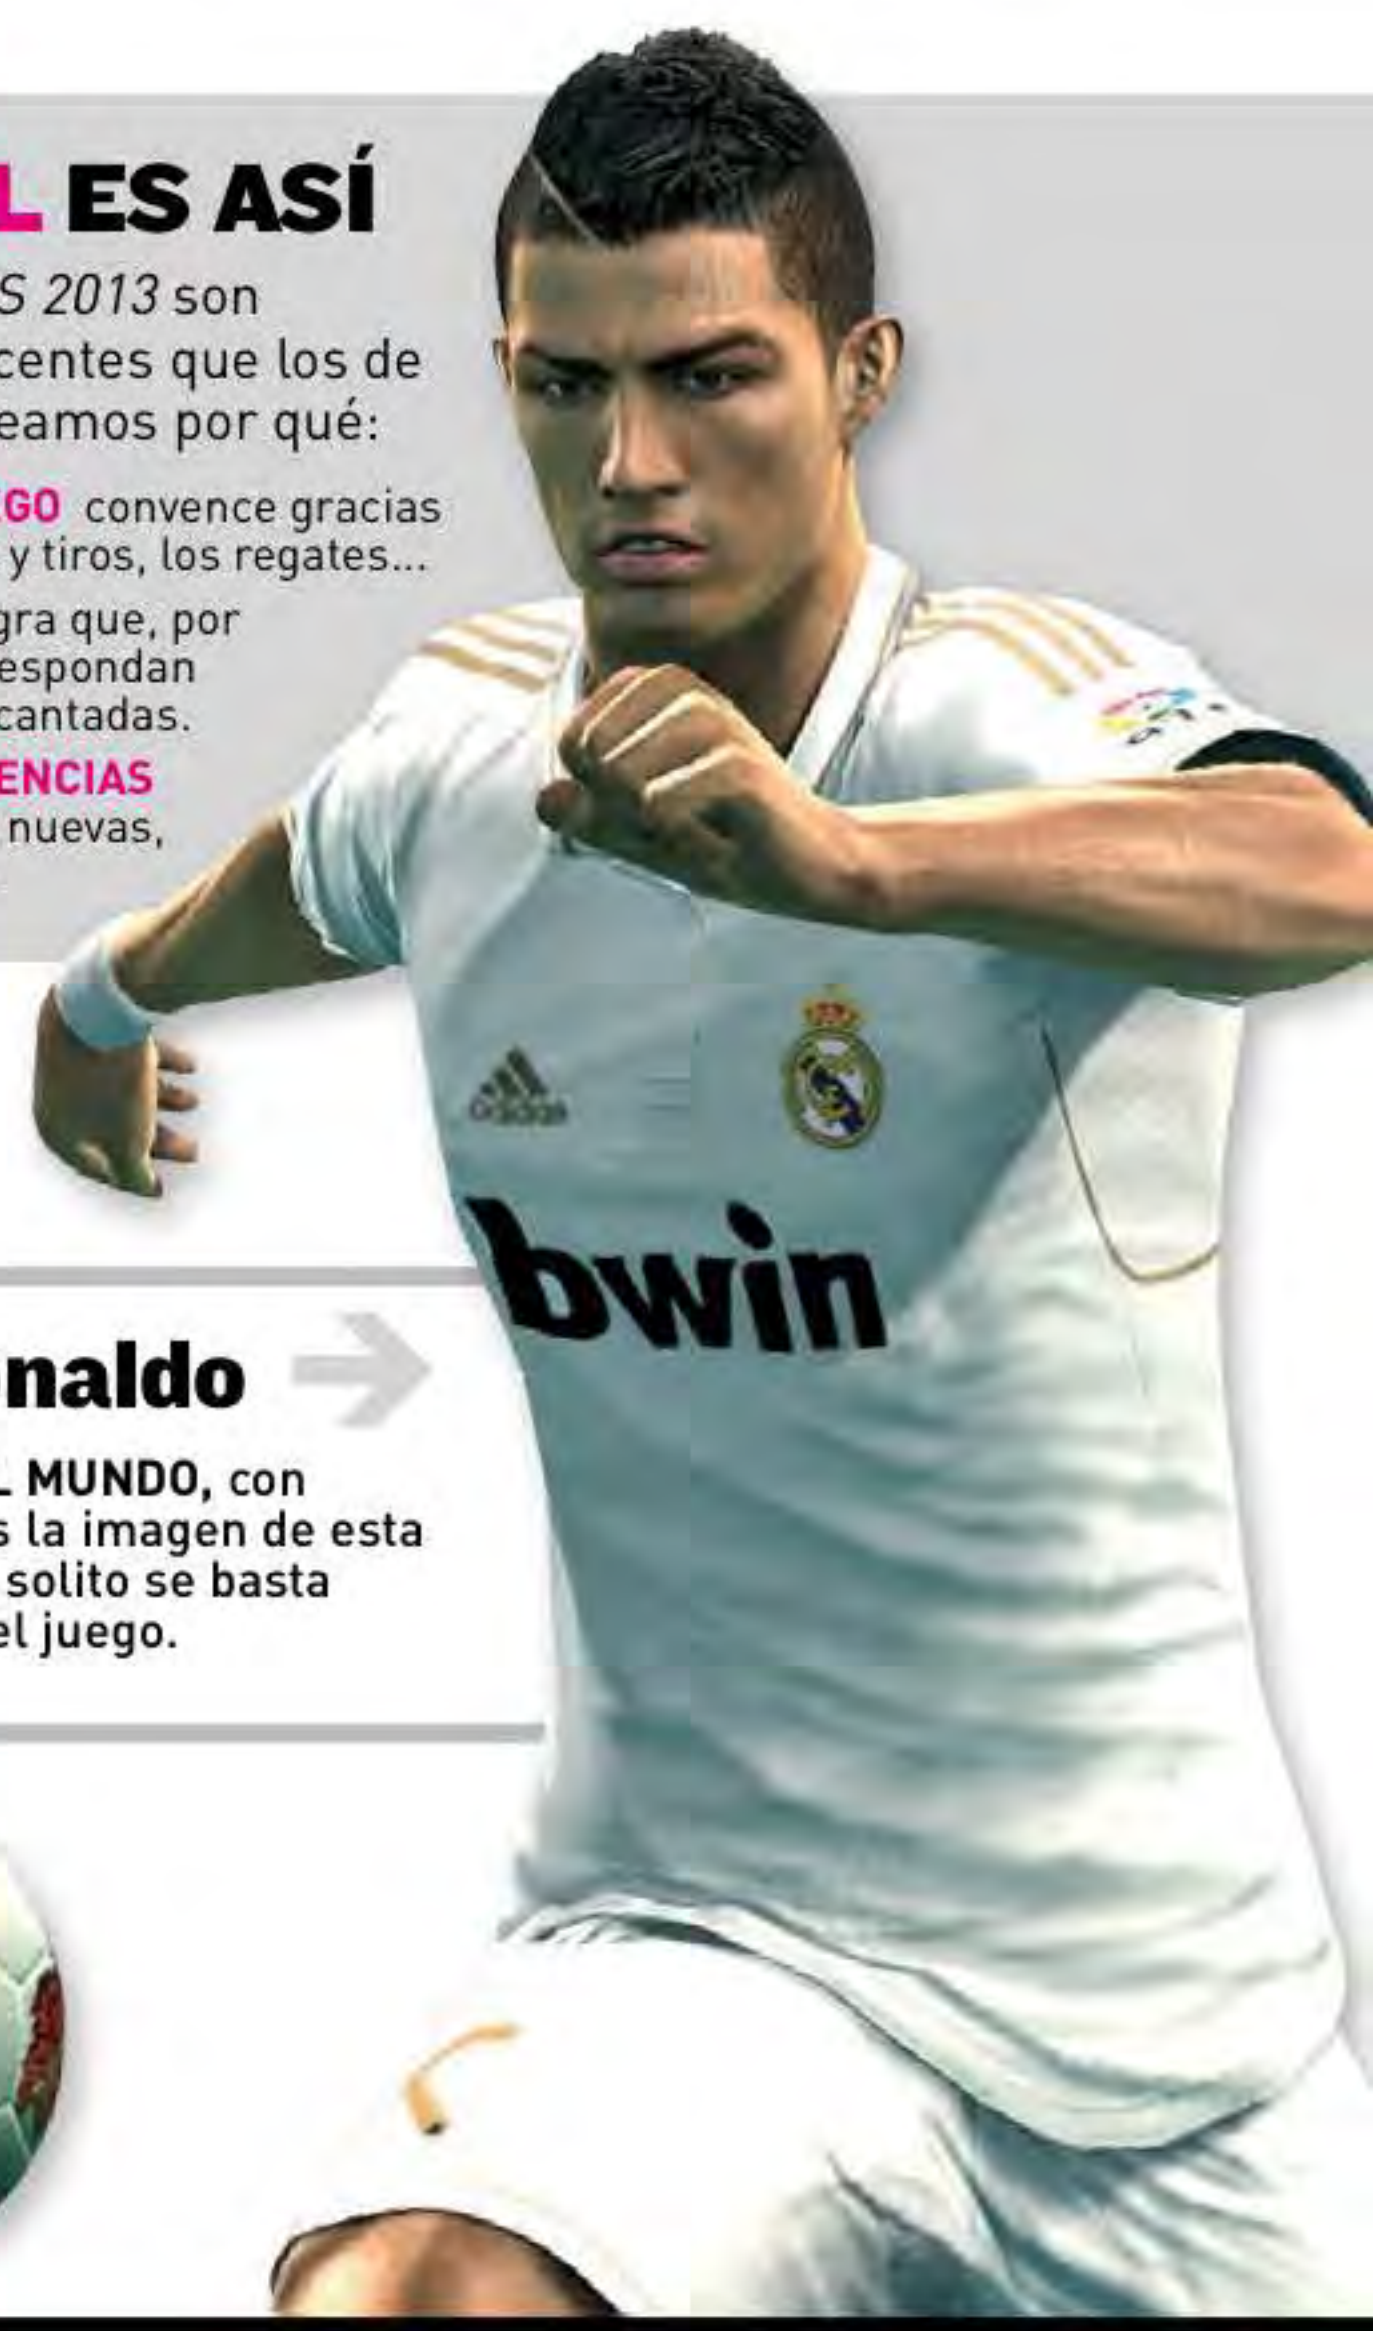 L ES ASÍ
S 2013 son
centes que los de
eamos por qué:
GO convence gracias
y tiros, los regates...
gra que, por
espondan
cantadas.
ENCIAS
nuevas,
adidas
bwin
naldo
L MUNDO, con
s la imagen de esta
solito se basta
el juego.